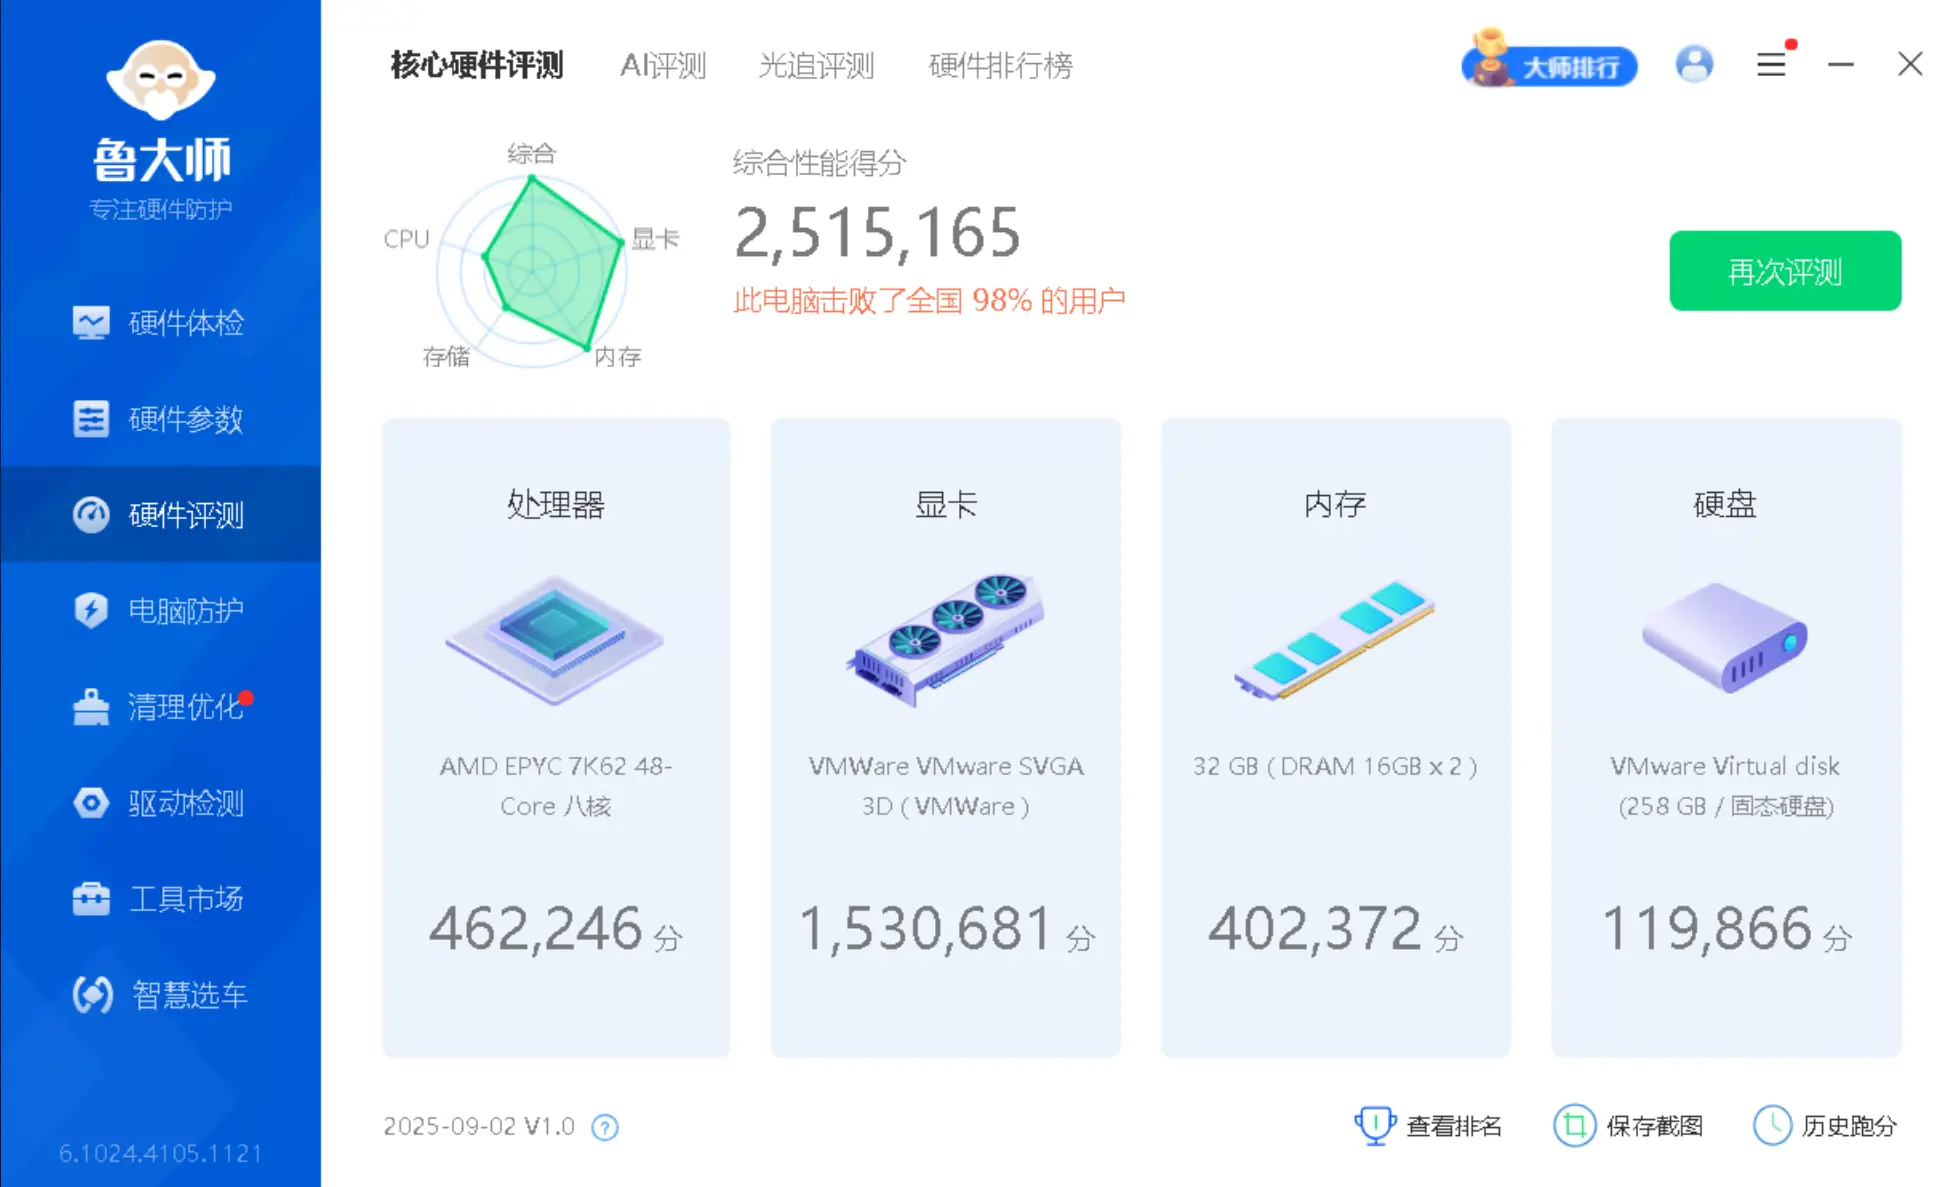 鲁大师
专注硬件防护
硬件体检
硬件参数
硬件评测
电脑防护
清理优化
驱动检测
工具市场
智慧选车
6.1024.4105.1121
核心硬件评测 AI评测 光追评测 硬件排行榜
大师排行
综合
CPU
显卡
存储
内存
综合性能得分
2,515,165
此电脑击败了全国 98% 的用户
再次评测
处理器
AMD EPYC 7K62 48-
Core 八核
462,246 分
显卡
VMWare VMware SVGA
3D ( VMWare )
1,530,681 分
内存
32 GB ( DRAM 16GB x 2 )
402,372 分
硬盘
VMware Virtual disk
(258 GB / 固态硬盘)
119,866 分
2025-09-02 V1.0 ?
查看排名
保存截图
历史跑分